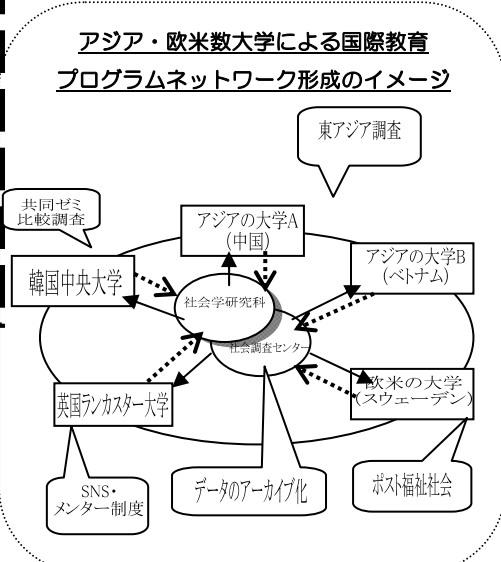 アジア・欧米数大学による国際教育
プログラムネットワーク形成のイメージ
東アジア調査
共同ゼミ
比較調査
アジアの大学A
(中国)
アジアの大学B
(ベトナム)
韓国中央大学
社会学研究科
社会調査センター
欧米の大学
(スウェーデン)
英国ランカスター大学
SNS・
メンター制度
データのアーカイブ化
ポスト福祉社会